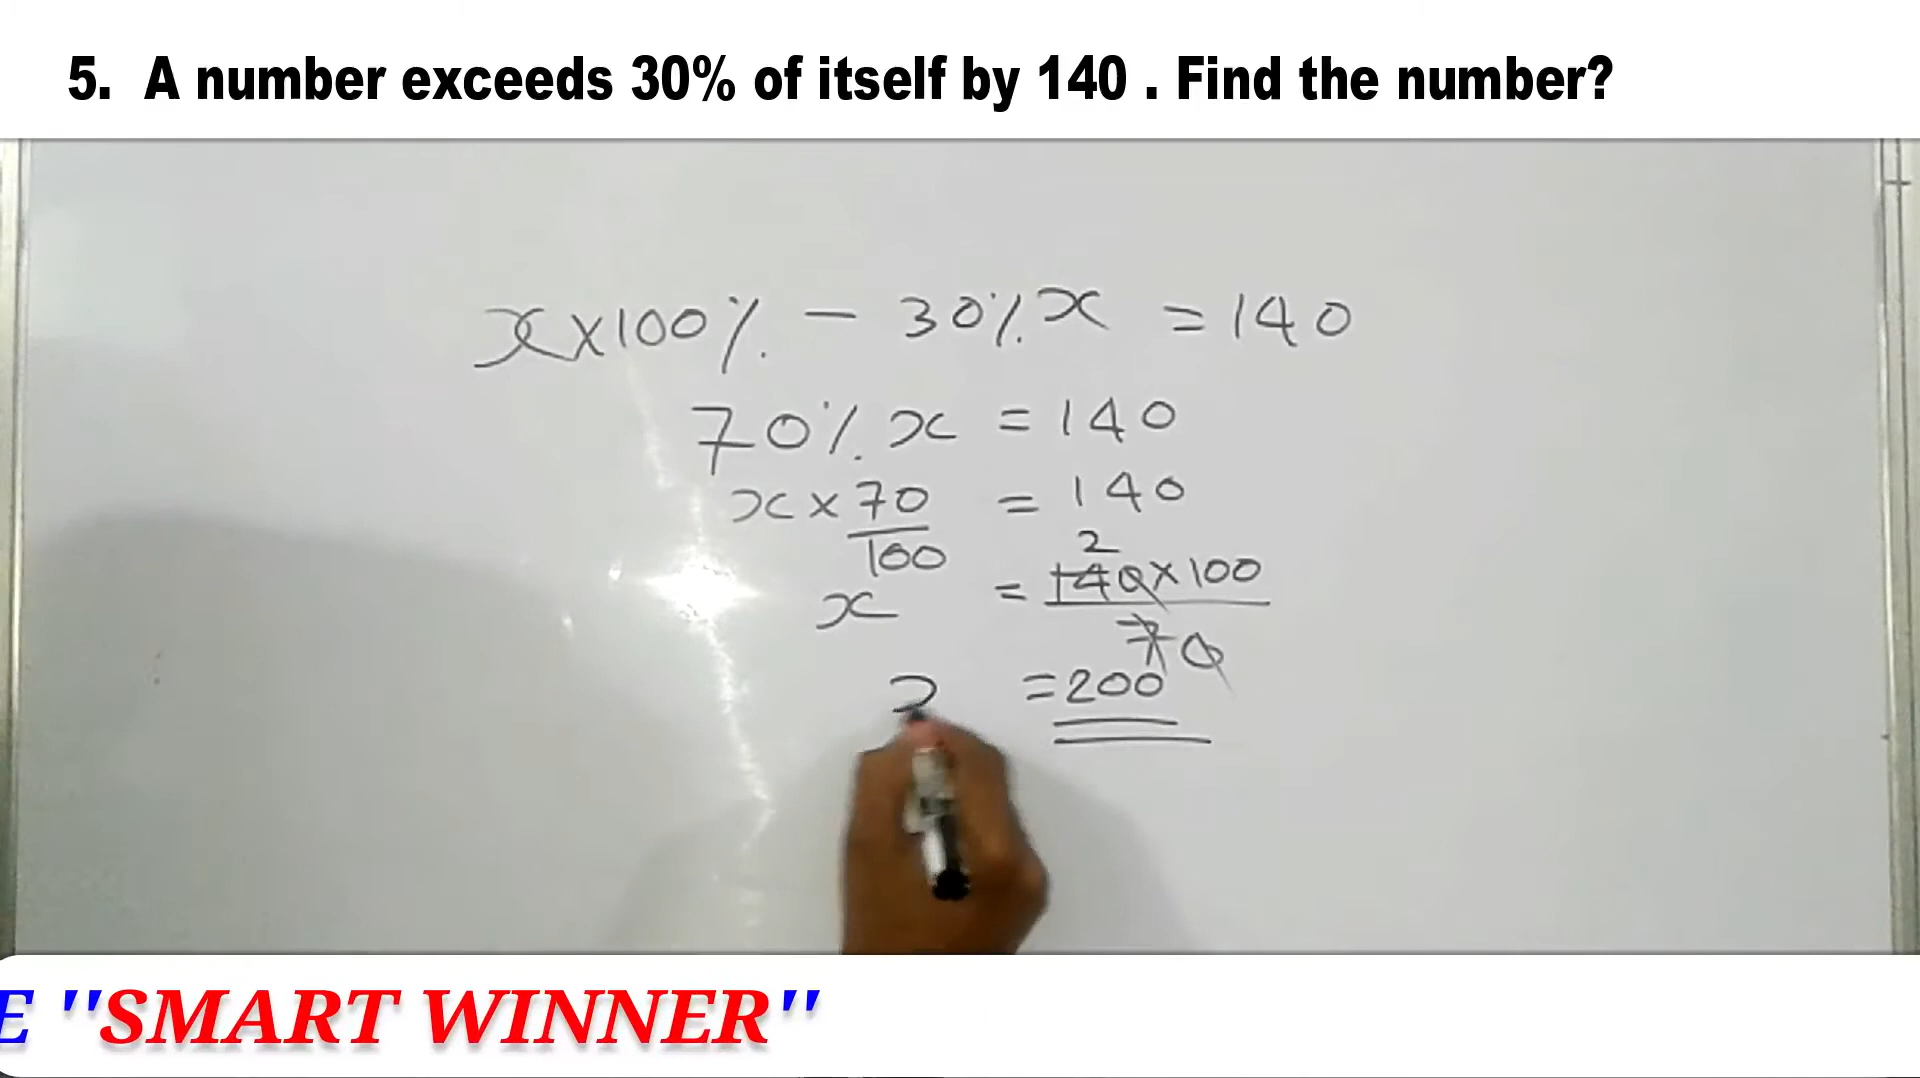 5. A number exceeds 30% of itself by 140 . Find the number?
x×100% − 30% x = 140
70% x = 140
x × 70/100 = 140
2
x = 140×100/70
= 200
E "SMART WINNER"